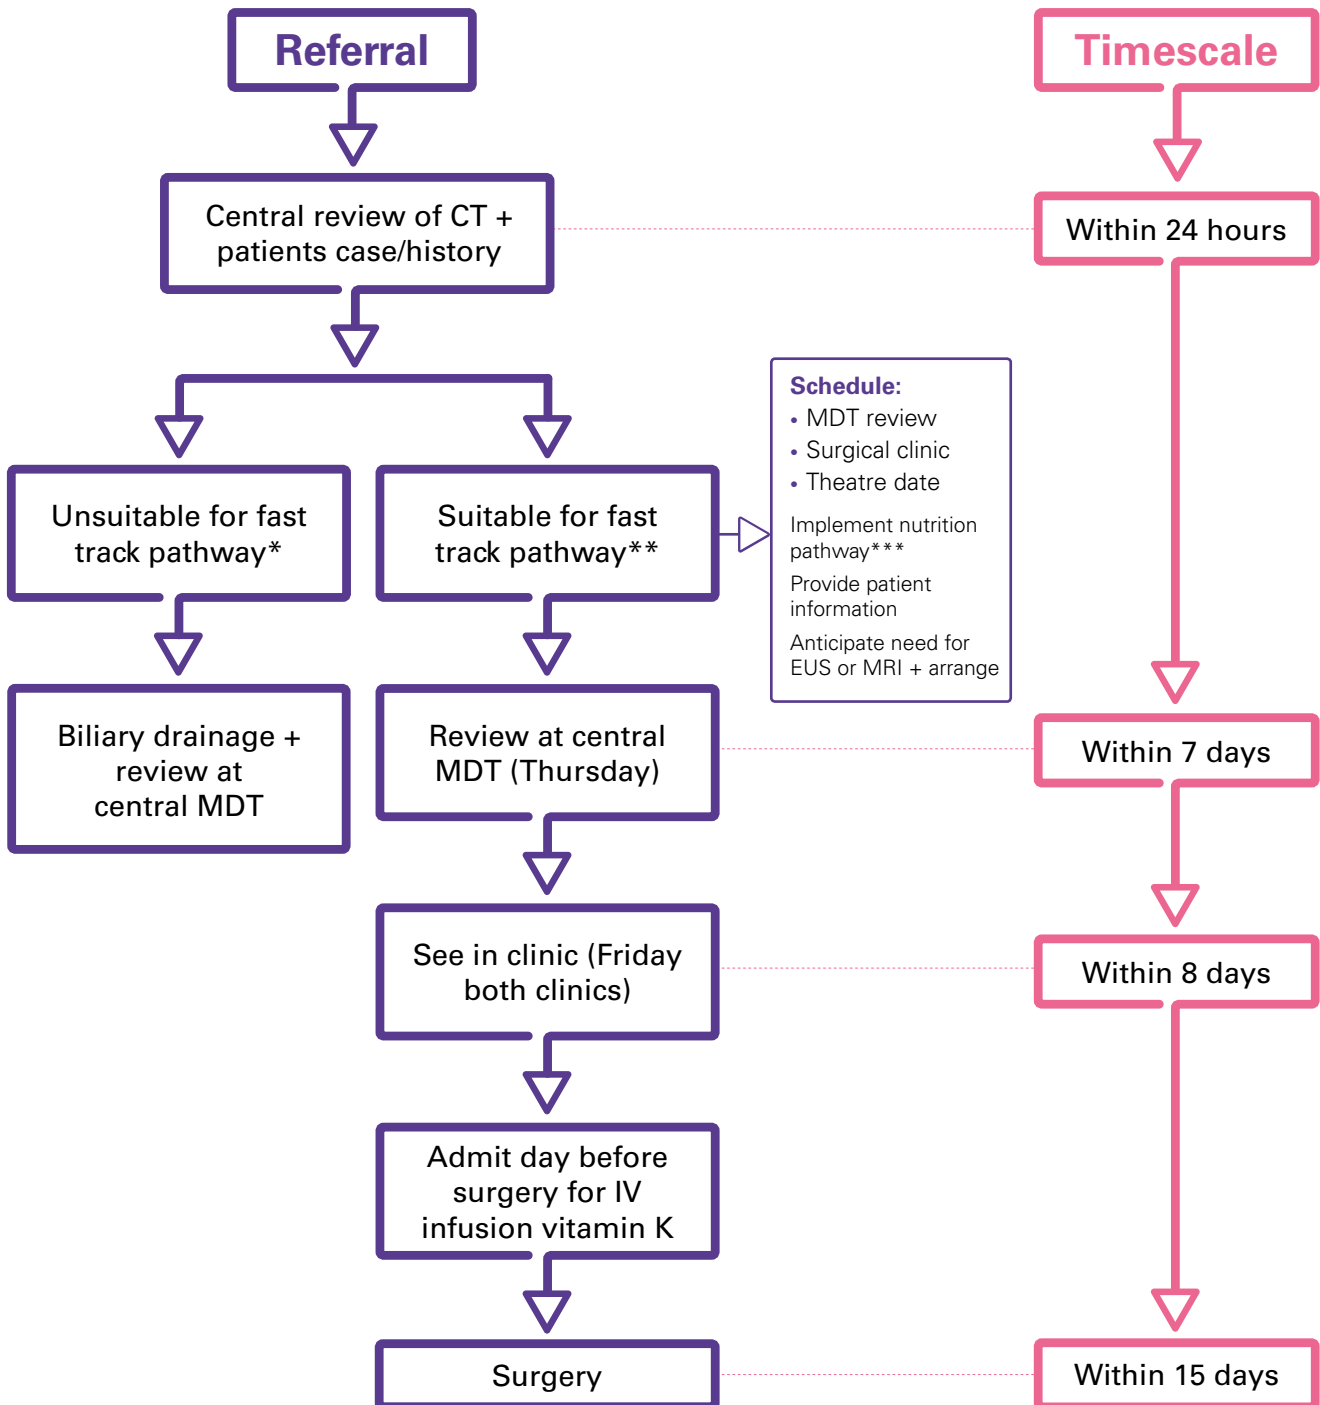 Referral
Timescale
Central review of CT +
patients case/history
Within 24 hours
Unsuitable for fast
track pathway*
Suitable for fast
track pathway**
Schedule:
• MDT review
• Surgical clinic
• Theatre date
Implement nutrition
pathway***
Provide patient
information
Anticipate need for
EUS or MRI + arrange
Biliary drainage +
review at
central MDT
Review at central
MDT (Thursday)
Within 7 days
See in clinic (Friday
both clinics)
Within 8 days
Admit day before
surgery for IV
infusion vitamin K
Surgery
Within 15 days